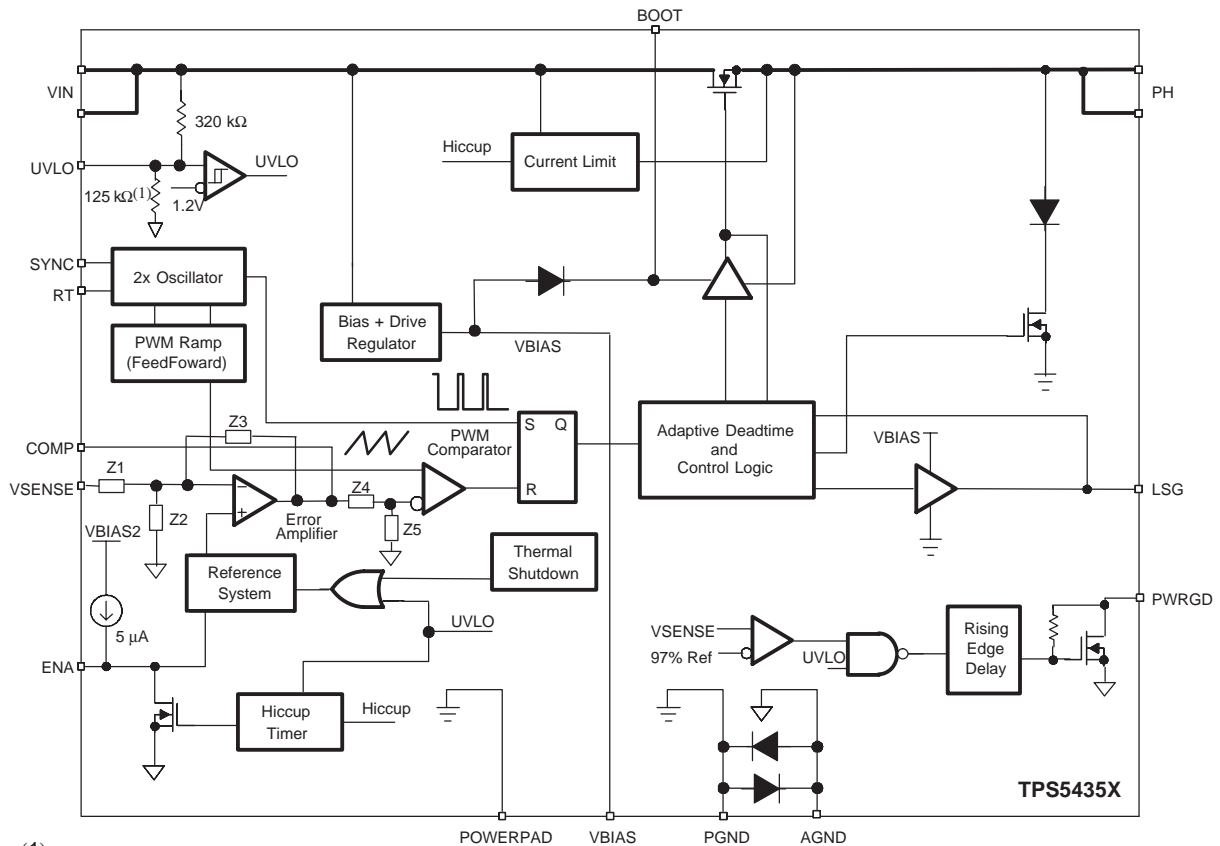 BOOT
VIN
PH
320 kΩ
Hiccup
Current Limit
UVLO
UVLO
125 kΩ(1)
1.2V
SYNC
RT
2x Oscillator
PWM Ramp
(FeedFoward)
Bias + Drive
Regulator
VBIAS
Z3
COMP
PWM
Comparator
S Q
R
Adaptive Deadtime
and
Control Logic
VBIAS
Z1
VSENSE
Z4
LSG
Z2
Error
Amplifier
Z5
VBIAS2
Reference
System
Thermal
Shutdown
5 µA
UVLO
PWRGD
VSENSE
97% Ref
UVLO
Rising
Edge
Delay
ENA
Hiccup
Timer
Hiccup
TPS5435X
POWERPAD
VBIAS
PGND
AGND
(1)